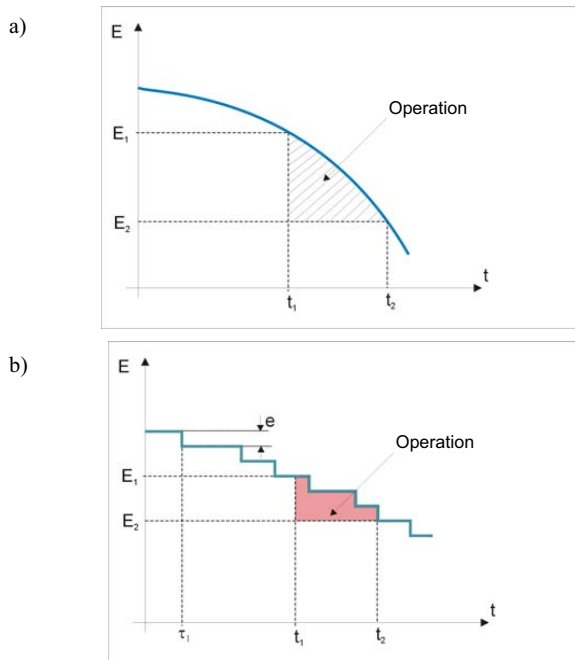 a)
E
Operation
E₁
E₂
t
t₁
t₂
b)
E
e
Operation
E₁
E₂
t
τ₁
t₁
t₂